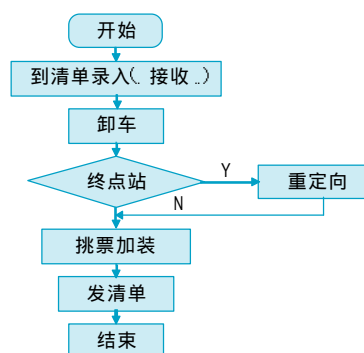 开始
到清单录入(.. 接收 ..)
卸车
终点站
Y
重定向
N
挑票加装
发清单
结束